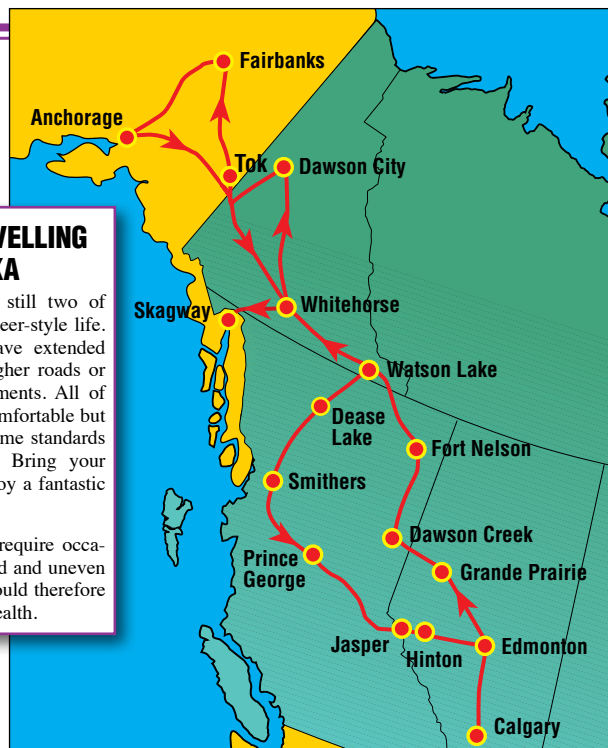 VELLING
KA
still two of
eer-style life.
ave extended
gher roads or
ments. All of
mfortable but
me standards
Bring your
oy a fantastic
require occa-
d and uneven
ould therefore
ealth.
Fairbanks
Anchorage
Tok
Dawson City
Skagway
Whitehorse
Watson Lake
Dease
Lake
Fort Nelson
Smithers
Dawson Creek
Prince
George
Grande Prairie
Jasper
Hinton
Edmonton
Calgary